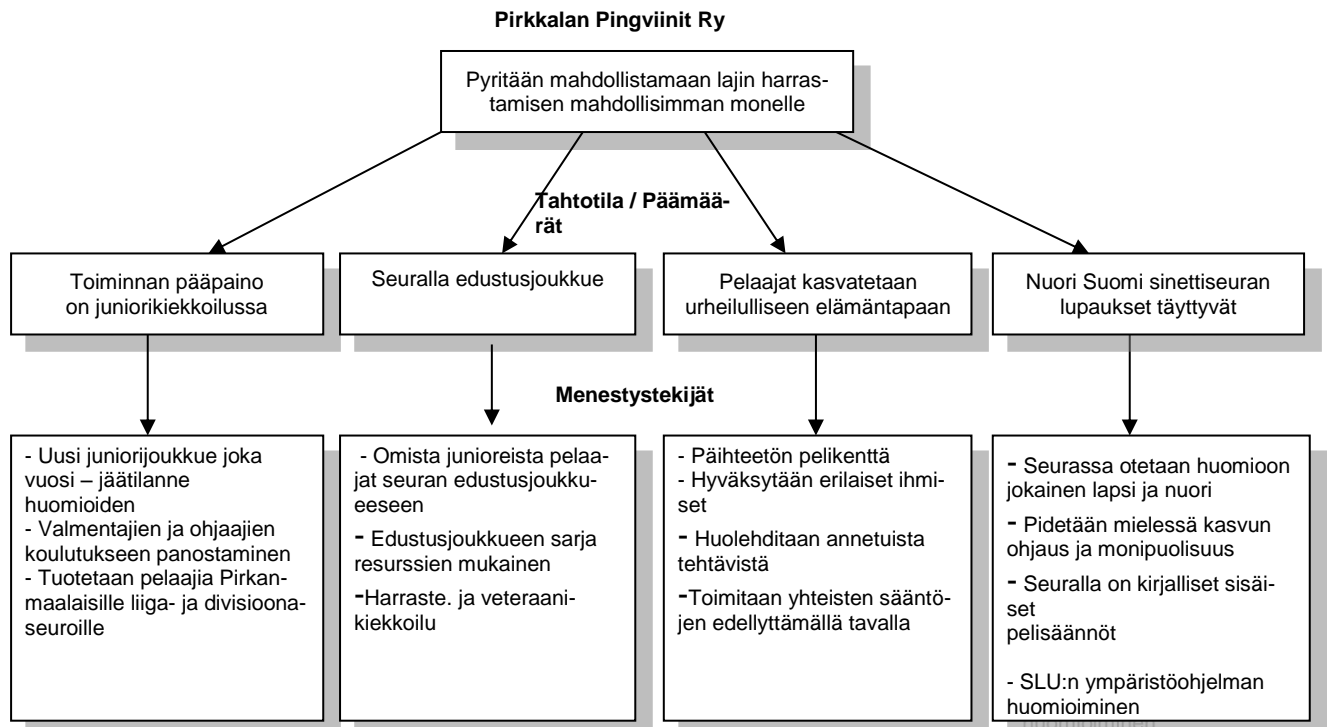 Pirkkalan Pingviinit Ry
Pyritään mahdollistamaan lajin harras-
tamisen mahdollisimman monelle
Tahtotila / Päämää-
rät
Toiminnan pääpaino
on juniorikiekkoilussa
Seuralla edustusjoukkue
Pelaajat kasvatetaan
urheilulliseen elämäntapaan
Nuori Suomi sinettiseuran
lupaukset täyttyvät
Menestystekijät
- Uusi juniorijoukkue joka
vuosi – jäätilanne
huomioiden
- Valmentajien ja ohjaajien
koulutukseen panostaminen
- Tuotetaan pelaajia Pirkan-
maalaisille liiga- ja divisioona-
seuroille
- Omista junioreista pelaa-
jat seuran edustusjoukku-
eeseen
- Edustusjoukkueen sarja
resurssien mukainen
-Harraste. ja veteraani-
kiekkoilu
- Päihteetön pelikenttä
- Hyväksytään erilaiset ihmi-
set
- Huolehditaan annetuista
tehtävistä
-Toimitaan yhteisten sääntö-
jen edellyttämällä tavalla
- Seurassa otetaan huomioon
jokainen lapsi ja nuori
- Pidetään mielessä kasvun
ohjaus ja monipuolisuus
- Seuralla on kirjalliset sisäi-
set
pelisäännöt
- SLU:n ympäristöohjelman
huomioiminen